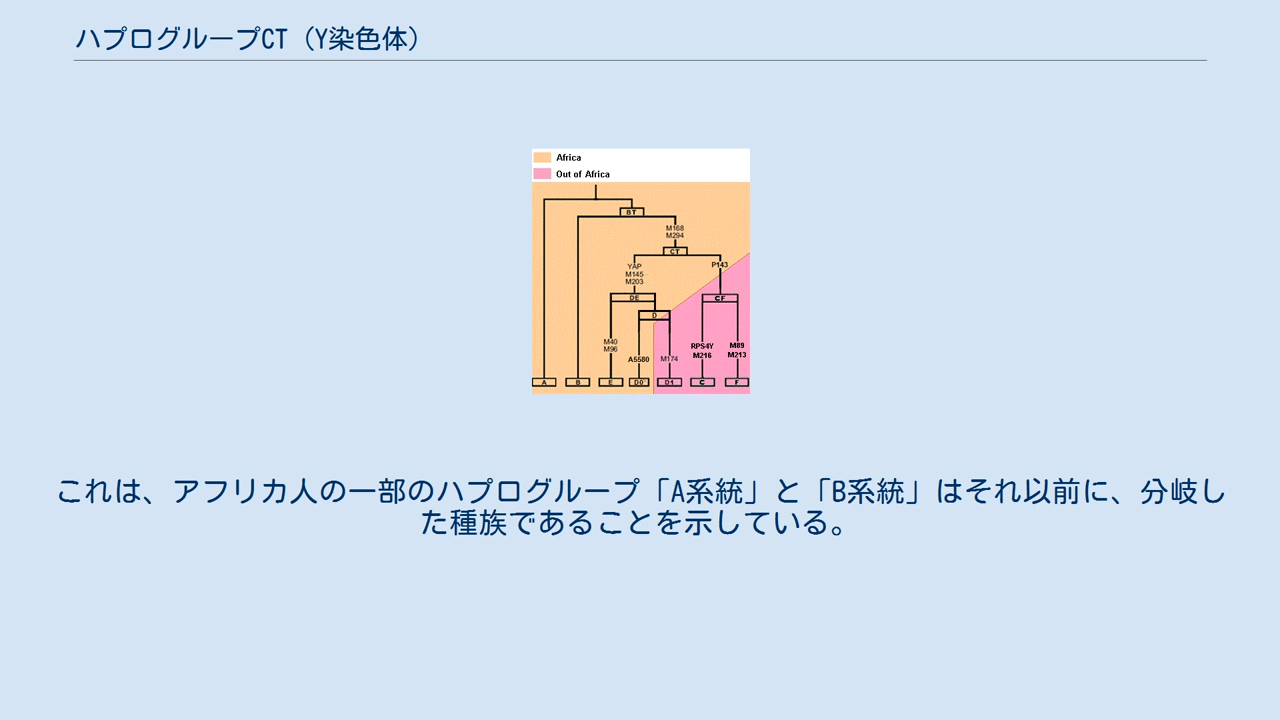 ハプログループCT（Y染色体）
Africa
Out of Africa
BT
M168
M294
CT
YAP
M145
M203
P143
DE
CF
D
M40
M96
A5580
M174
RPS4Y
M216
M89
M213
A B E D0 D1 C F
これは、アフリカ人の一部のハプログループ「A系統」と「B系統」はそれ以前に、分岐し
た種族であることを示している。